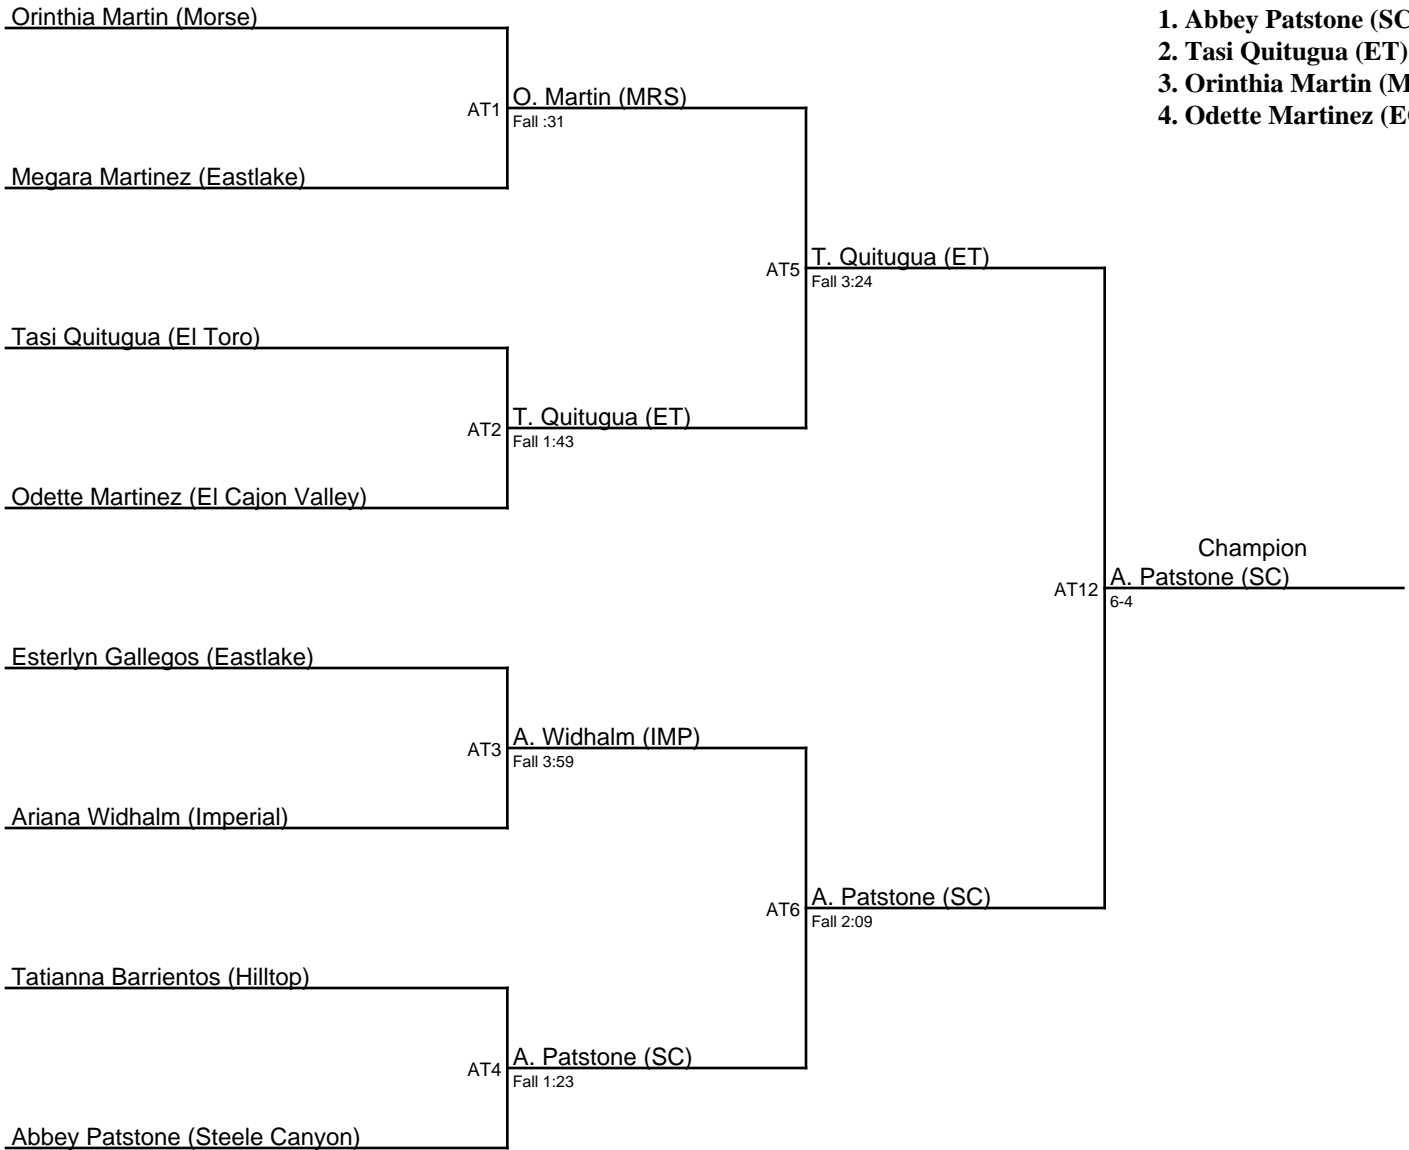 Orinthia Martin (Morse)
1. Abbey Patstone (SC
2. Tasi Quitugua (ET)
3. Orinthia Martin (M
4. Odette Martinez (E
AT1
O. Martin (MRS)
Fall :31
Megara Martinez (Eastlake)
AT5
T. Quitugua (ET)
Fall 3:24
Tasi Quitugua (El Toro)
AT2
T. Quitugua (ET)
Fall 1:43
Odette Martinez (El Cajon Valley)
Champion
AT12
A. Patstone (SC)
6-4
Esterlyn Gallegos (Eastlake)
AT3
A. Widhalm (IMP)
Fall 3:59
Ariana Widhalm (Imperial)
AT6
A. Patstone (SC)
Fall 2:09
Tatianna Barrientos (Hilltop)
AT4
A. Patstone (SC)
Fall 1:23
Abbey Patstone (Steele Canyon)